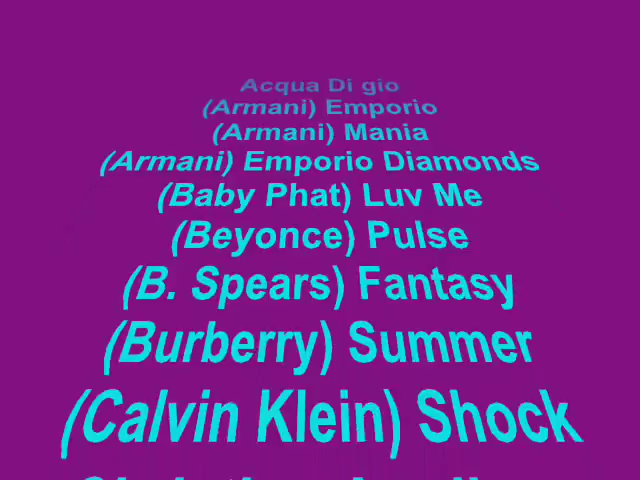 Acqua Di gio
(Armani) Emporio
(Armani) Mania
(Armani) Emporio Diamonds
(Baby Phat) Luv Me
(Beyonce) Pulse
(B. Spears) Fantasy
(Burberry) Summer
(Calvin Klein) Shock